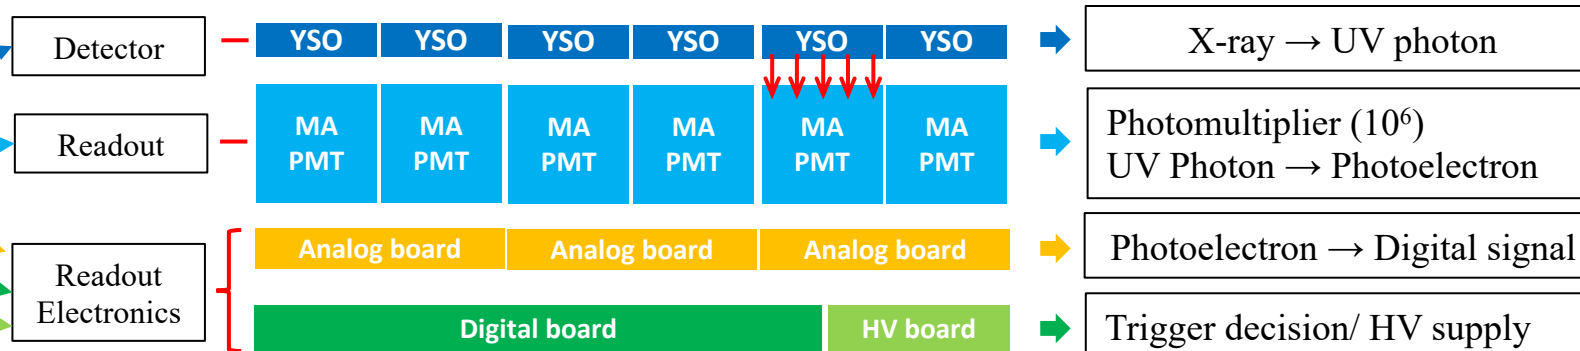 Detector
YSO YSO YSO YSO YSO YSO
X-ray → UV photon
Readout
MA MA MA MA MA MA
PMT PMT PMT PMT PMT PMT
Photomultiplier (10⁶)
UV Photon → Photoelectron
Readout
Electronics
Analog board Analog board Analog board
Photoelectron → Digital signal
Digital board HV board
Trigger decision/ HV supply